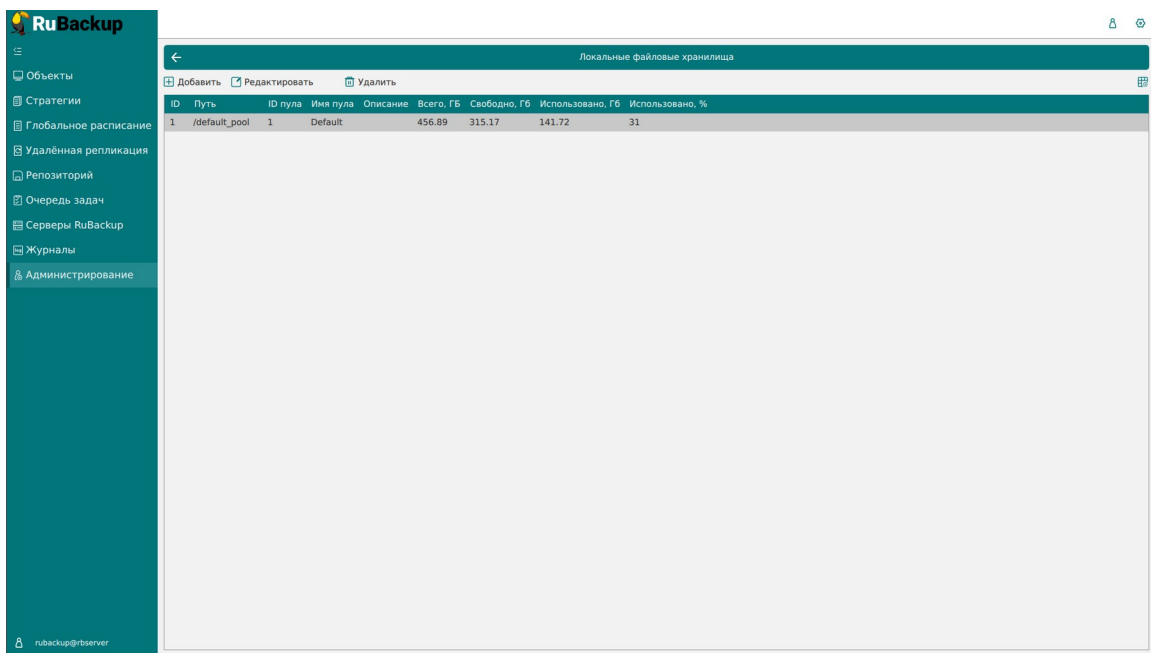 RuBackup
Объекты
Стратегии
Глобальное расписание
Удалённая репликация
Репозиторий
Очередь задач
Серверы RuBackup
Журналы
Администрирование
rubackup@rbserver
Локальные файловые хранилища
Добавить Редактировать Удалить
ID Путь ID пула Имя пула Описание Всего, ГБ Свободно, Гб Использовано, Гб Использовано, %
1 /default_pool 1 Default 456.89 315.17 141.72 31